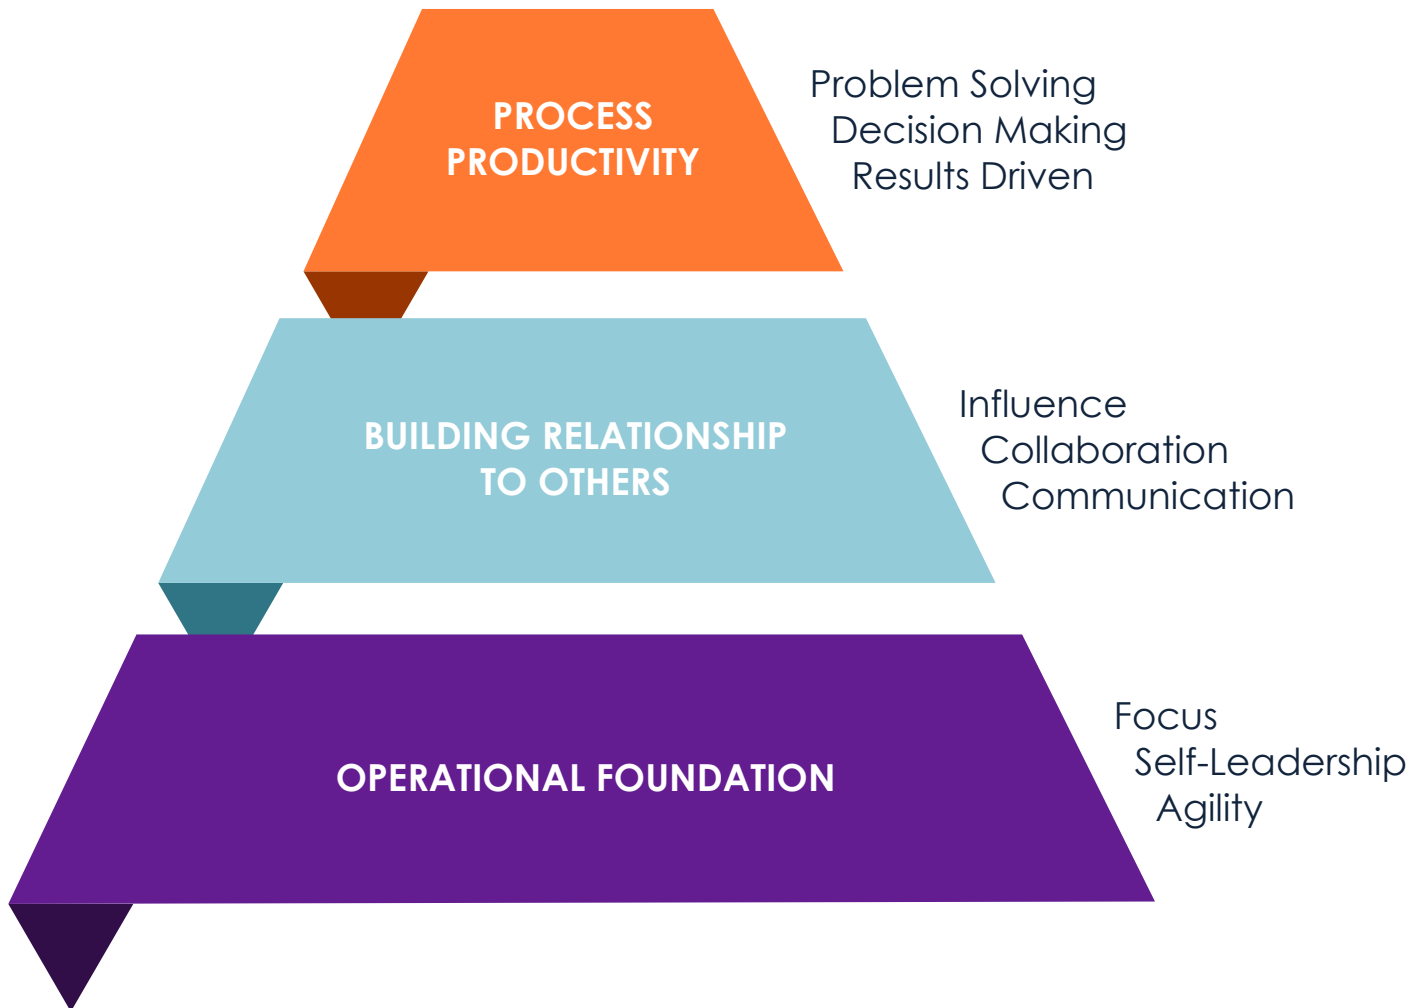 PROCESS
PRODUCTIVITY
Problem Solving
Decision Making
Results Driven
BUILDING RELATIONSHIP
TO OTHERS
Influence
Collaboration
Communication
OPERATIONAL FOUNDATION
Focus
Self-Leadership
Agility